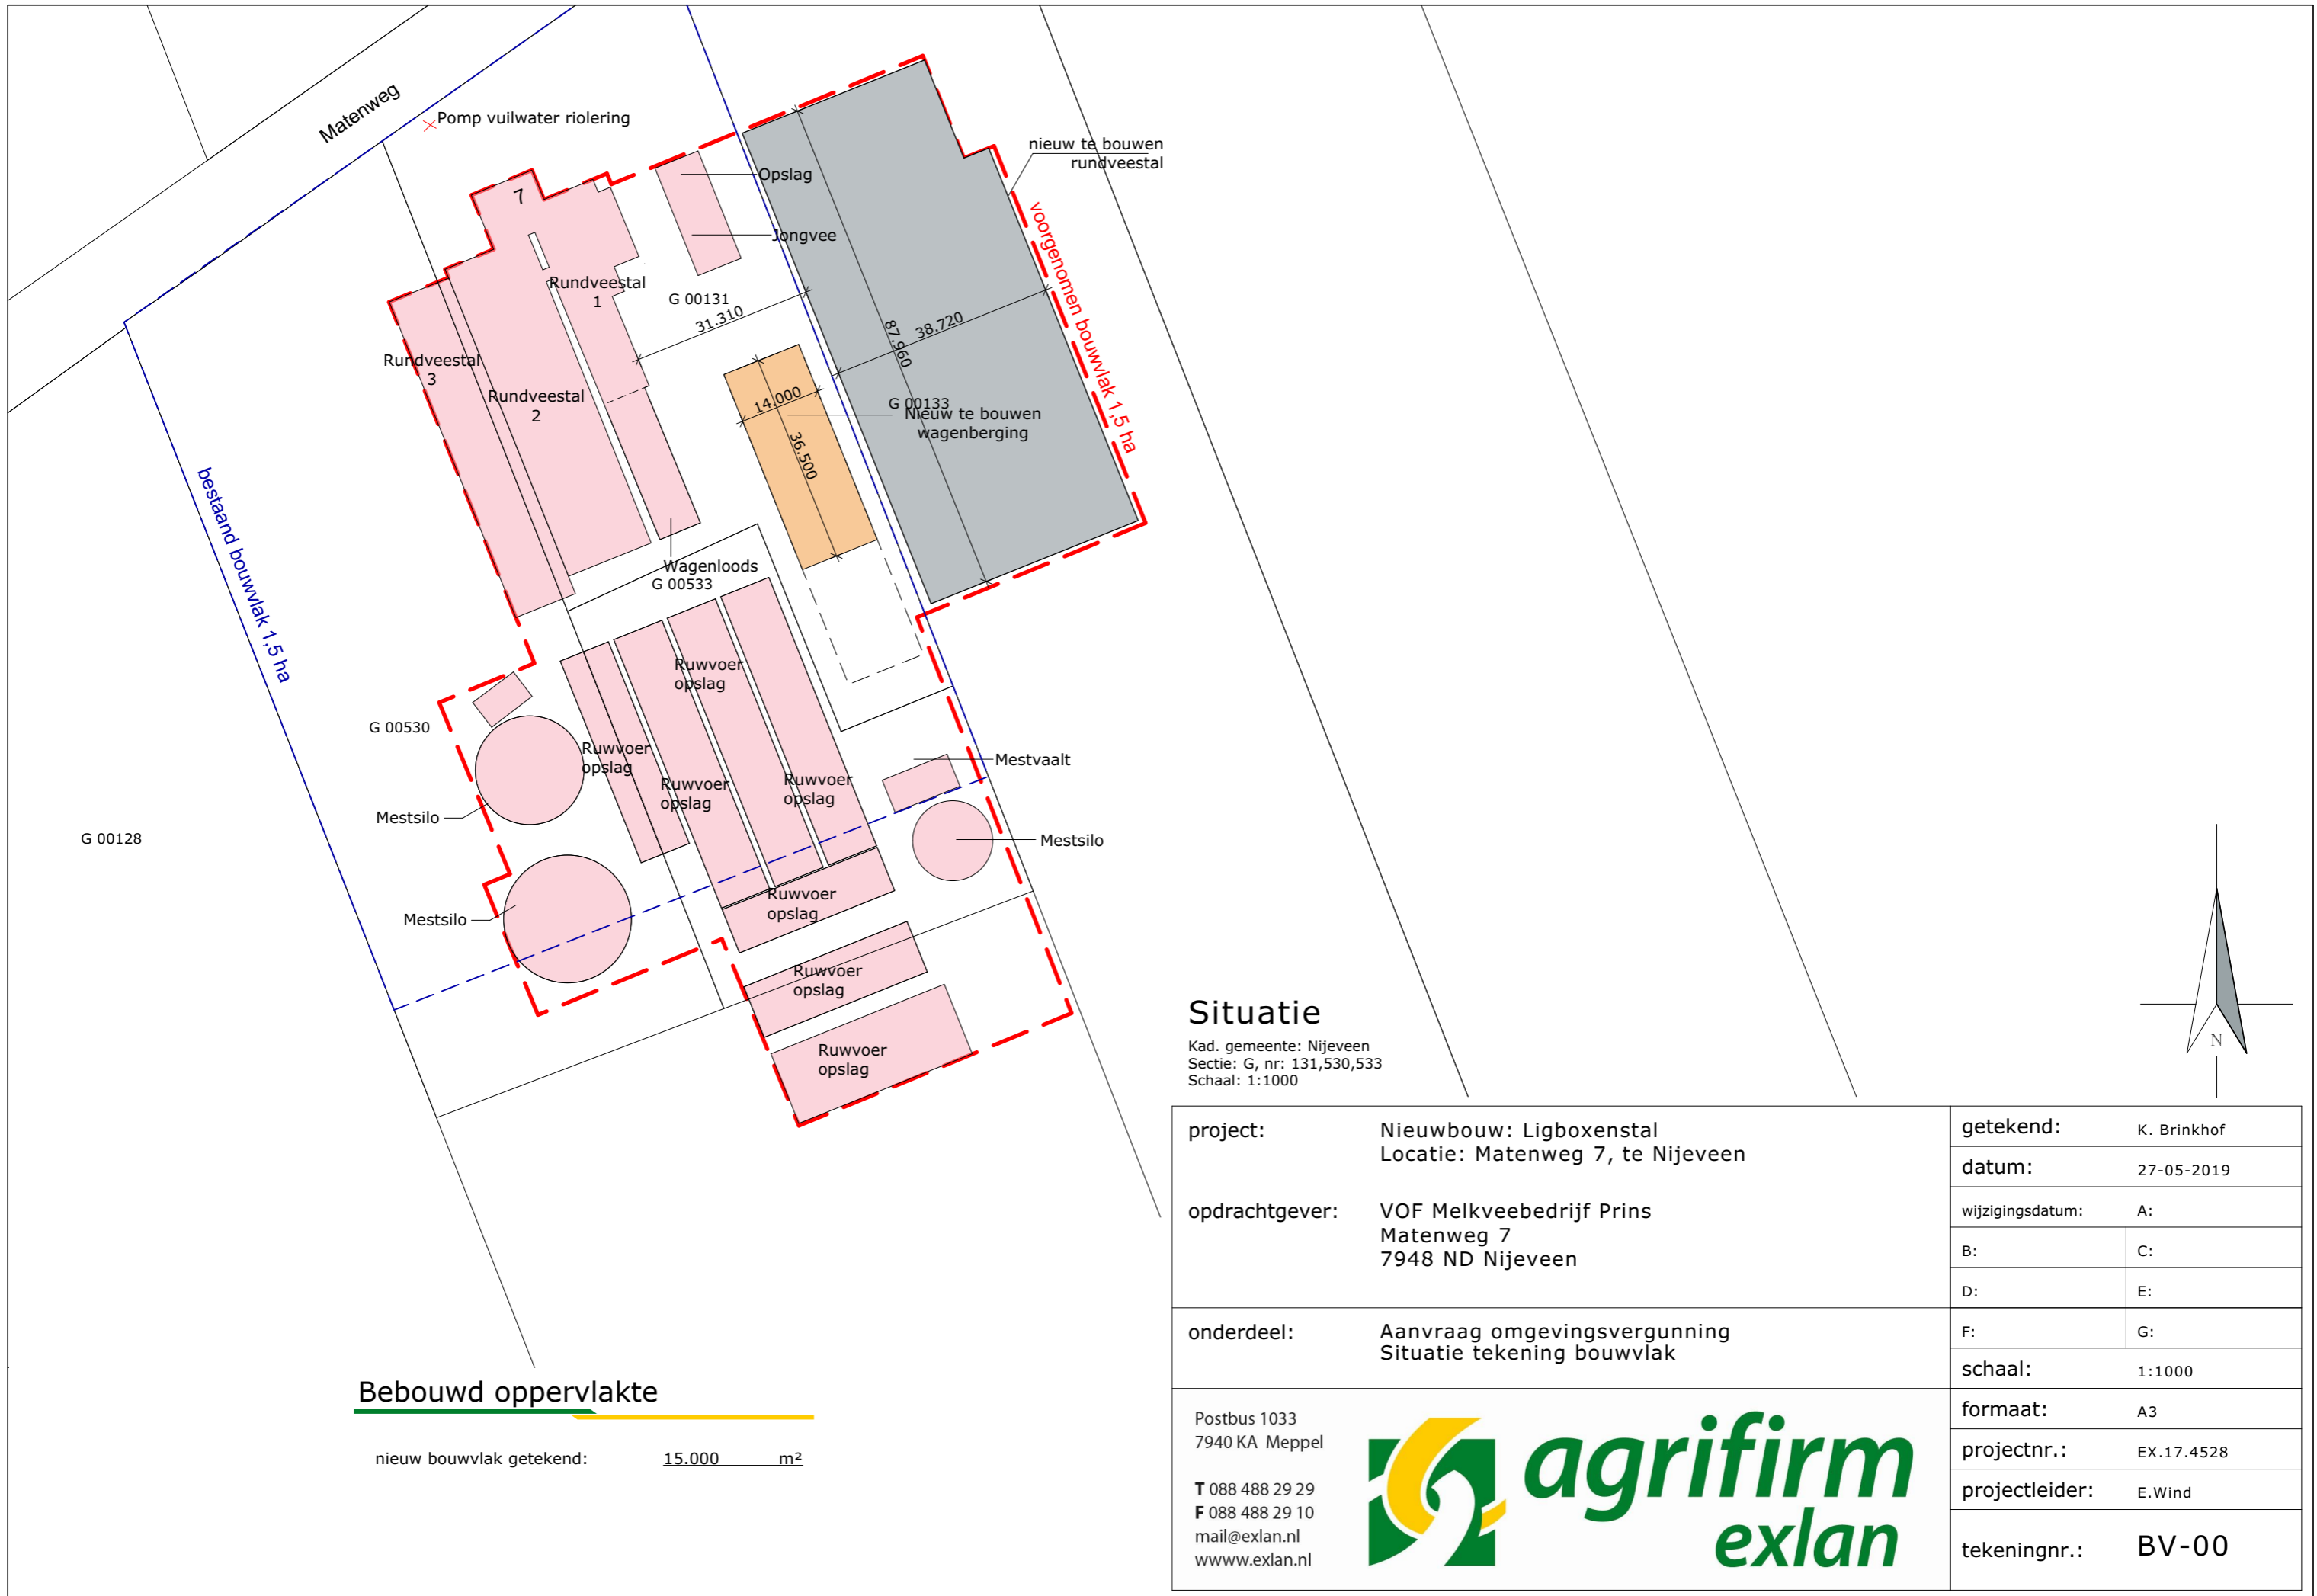 Matenweg
Pomp vuilwater riolering
7
Opslag
Jongvee
nieuw te bouwen
rundveestal
voorgenomen bouwvlak 1,5 ha
Rundveestal
1
G 00131
31.310
87.960
38.720
Rundveestal
3
Rundveestal
2
14.000
36.500
G 00133
Nieuw te bouwen
wagenberging
bestaand bouwvlak 1,5 ha
Wagenloods
G 00533
Ruwvoer
opslag
G 00530
Ruwvoer
opslag
Ruwvoer
opslag
Ruwvoer
opslag
Mestvaalt
Mestsilo
Mestsilo
G 00128
Mestsilo
Ruwvoer
opslag
Ruwvoer
opslag
Ruwvoer
opslag
N
Situatie
Kad. gemeente: Nijeveen
Sectie: G, nr: 131,530,533
Schaal: 1:1000
project: Nieuwbouw: Ligboxenstal
Locatie: Matenweg 7, te Nijeveen
opdrachtgever: VOF Melkveebedrijf Prins
Matenweg 7
7948 ND Nijeveen
onderdeel: Aanvraag omgevingsvergunning
Situatie tekening bouwvlak
getekend: K. Brinkhof
datum: 27-05-2019
wijzigingsdatum: A:
B: C:
D: E:
F: G:
schaal: 1:1000
formaat: A3
projectnr.: EX.17.4528
projectleider: E.Wind
tekeningnr.: BV-00
Postbus 1033
7940 KA Meppel
T 088 488 29 29
F 088 488 29 10
mail@exlan.nl
wwww.exlan.nl
agrifirm
exlan
Bebouwd oppervlakte
nieuw bouwvlak getekend: 15.000 m²